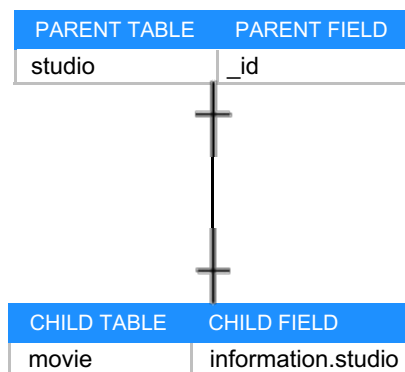 PARENT TABLE PARENT FIELD
studio _id
CHILD TABLE CHILD FIELD
movie information.studio